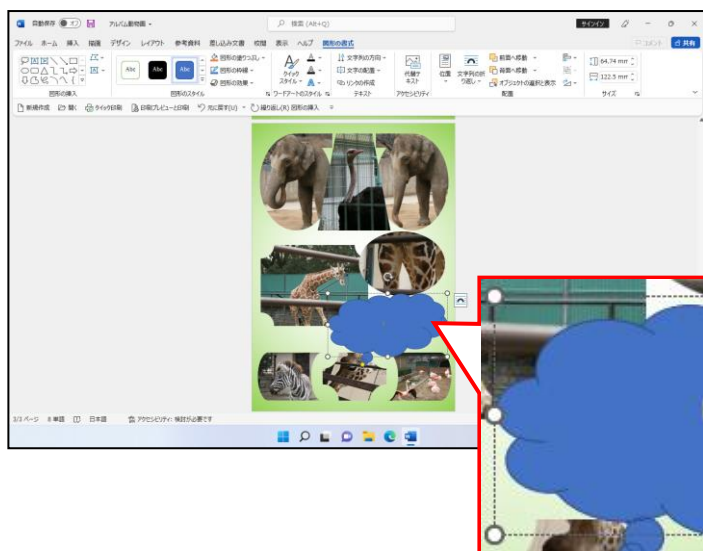 自動保存 オフ アルバム動物園 検索 (Alt+Q) サインイン
ファイル ホーム 挿入 描画 デザイン レイアウト 参考資料 差し込み文書 校閲 表示 ヘルプ 図形の書式 コメント 共有
Abc Abc Abc 図形の塗りつぶし 図形の枠線 図形の効果
クイック スタイル 文字列の方向 文字の配置 リンクの作成
代替テキスト 位置 文字列の折り返し 前面へ移動 背面へ移動 オブジェクトの選択と表示
64.74 mm
122.5 mm
図形の挿入 図形のスタイル ワードアートのスタイル テキスト アクセシビリティ 配置 サイズ
新規作成 開く クイック印刷 印刷プレビューと印刷 元に戻す(U) 繰り返し(R) 図形の挿入
3/3 ページ 8 単語 日本語 アクセシビリティ: 検討が必要です